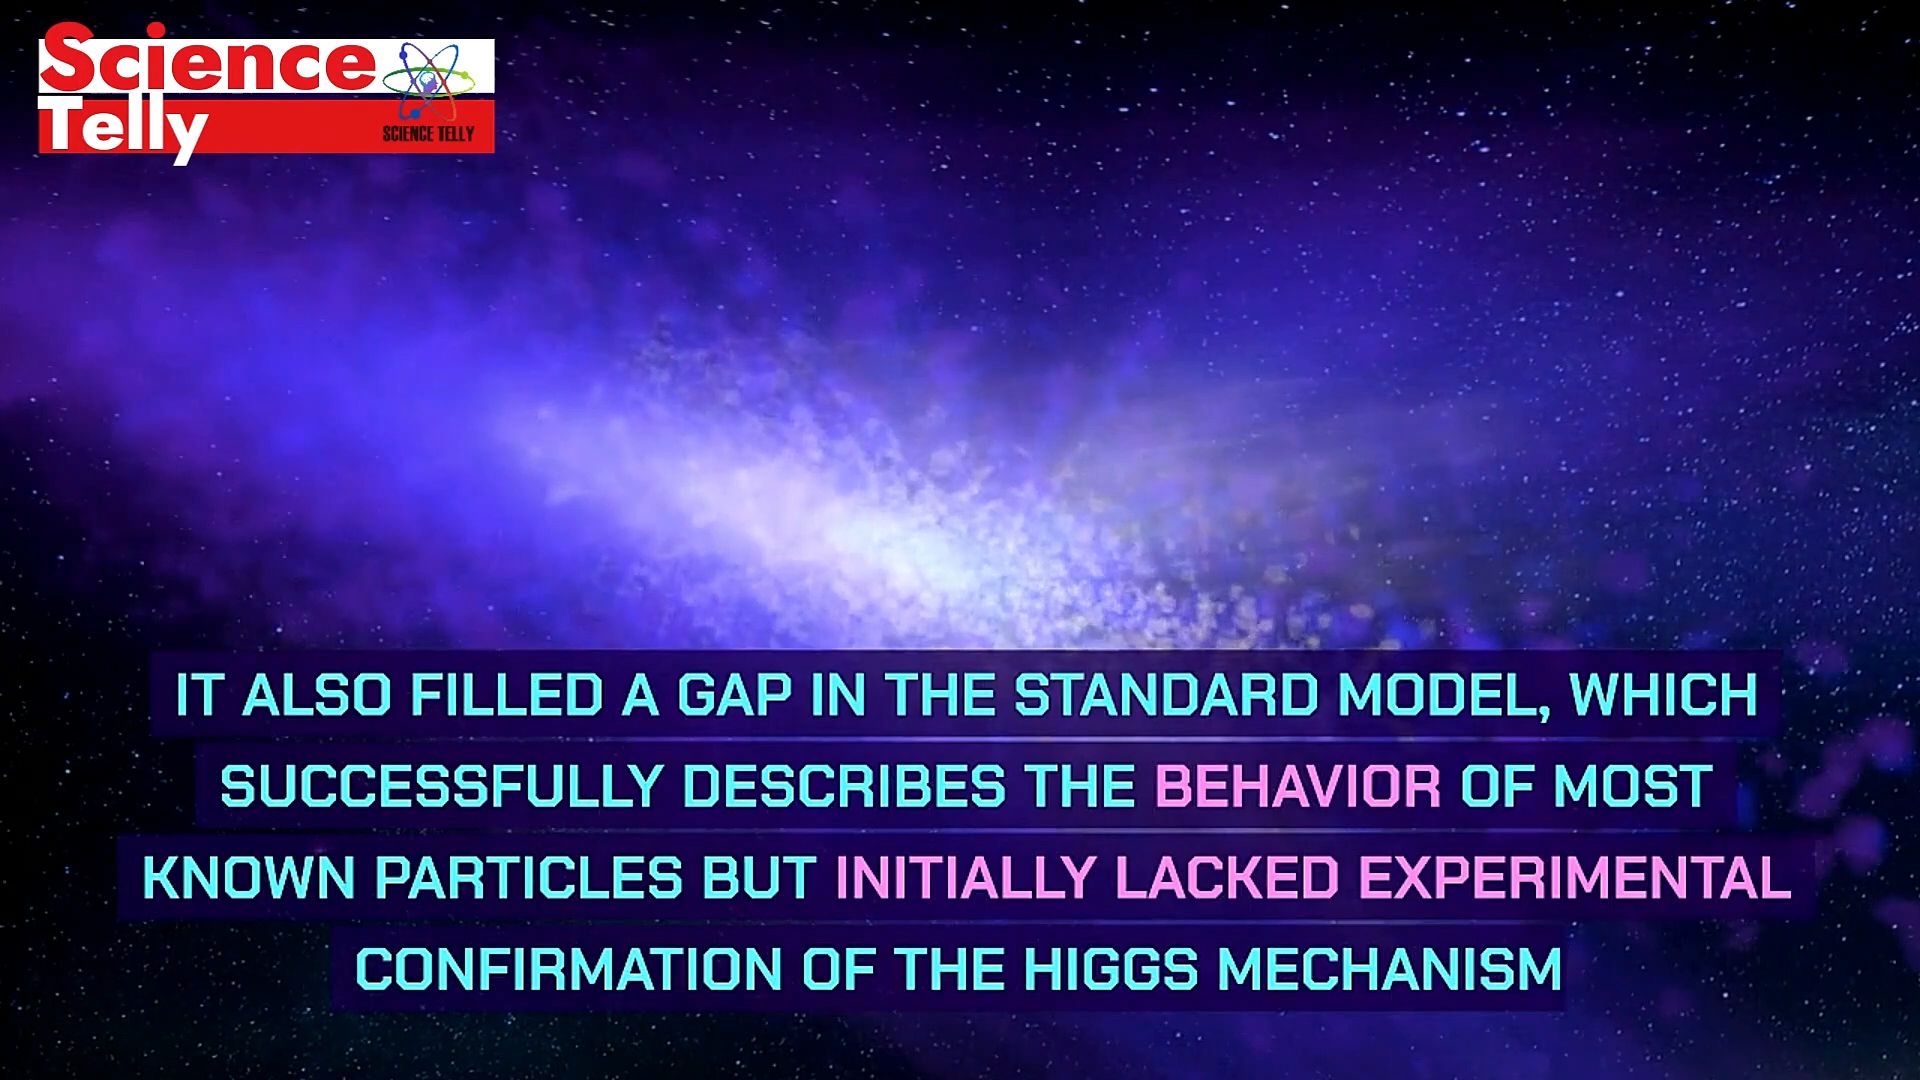 Science
Telly
SCIENCE TELLY
IT ALSO FILLED A GAP IN THE STANDARD MODEL, WHICH
SUCCESSFULLY DESCRIBES THE BEHAVIOR OF MOST
KNOWN PARTICLES BUT INITIALLY LACKED EXPERIMENTAL
CONFIRMATION OF THE HIGGS MECHANISM